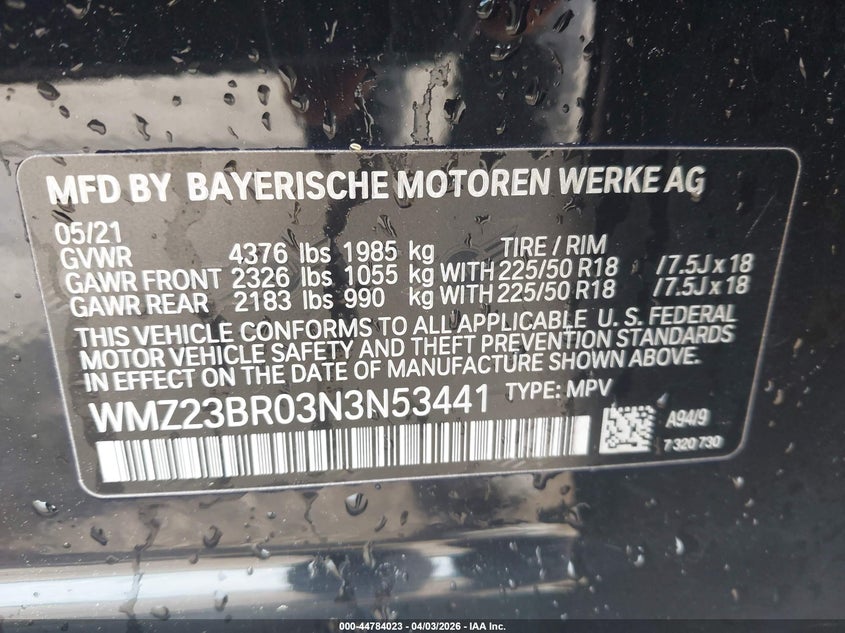 MFD BY BAYERISCHE MOTOREN WERKE AG
05/21
GVWR 4376 lbs 1985 kg TIRE / RIM
GAWR FRONT 2326 lbs 1055 kg WITH 225/50 R18 /7.5J x 18
GAWR REAR 2183 lbs 990 kg WITH 225/50 R18 /7.5J x 18
THIS VEHICLE CONFORMS TO ALL APPLICABLE U. S. FEDERAL
MOTOR VEHICLE SAFETY AND THEFT PREVENTION STANDARDS
IN EFFECT ON THE DATE OF MANUFACTURE SHOWN ABOVE.
WMZ23BR03N3N53441 TYPE: MPV
A94/9
7 320 730
000-44784023 - 04/03/2026 - IAA Inc.